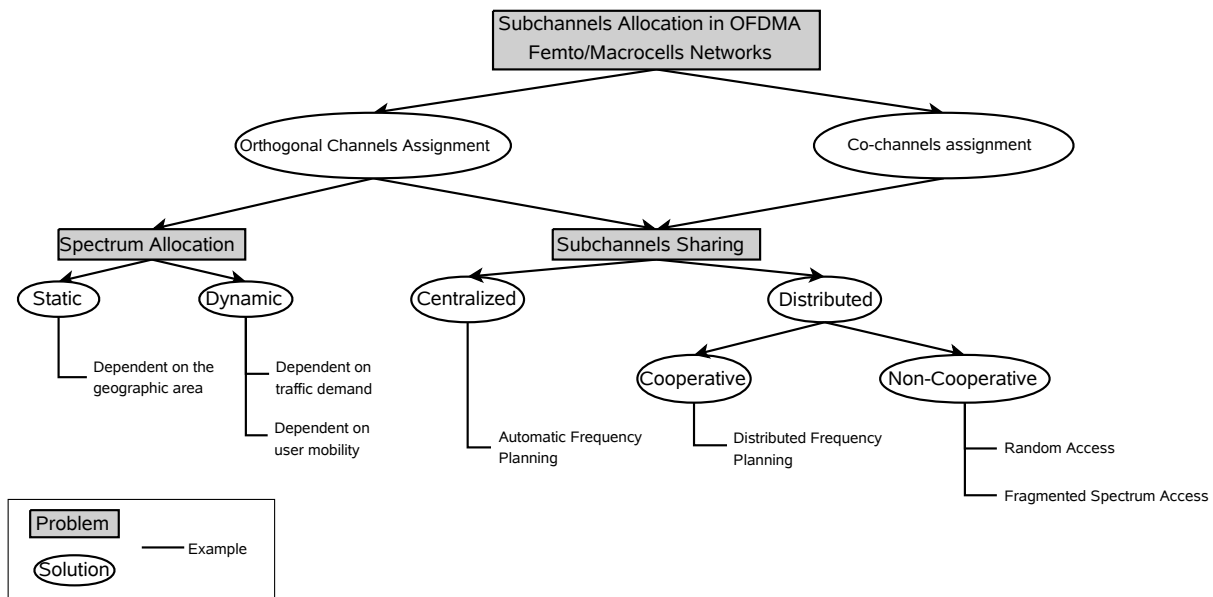 Subchannels Allocation in OFDMA
Femto/Macrocells Networks
Orthogonal Channels Assignment
Co-channels assignment
Spectrum Allocation
Subchannels Sharing
Static
Dynamic
Centralized
Distributed
Dependent on the
geographic area
Dependent on
traffic demand
Cooperative
Non-Cooperative
Dependent on
user mobility
Automatic Frequency
Planning
Distributed Frequency
Planning
Random Access
Fragmented Spectrum Access
Problem
Example
Solution